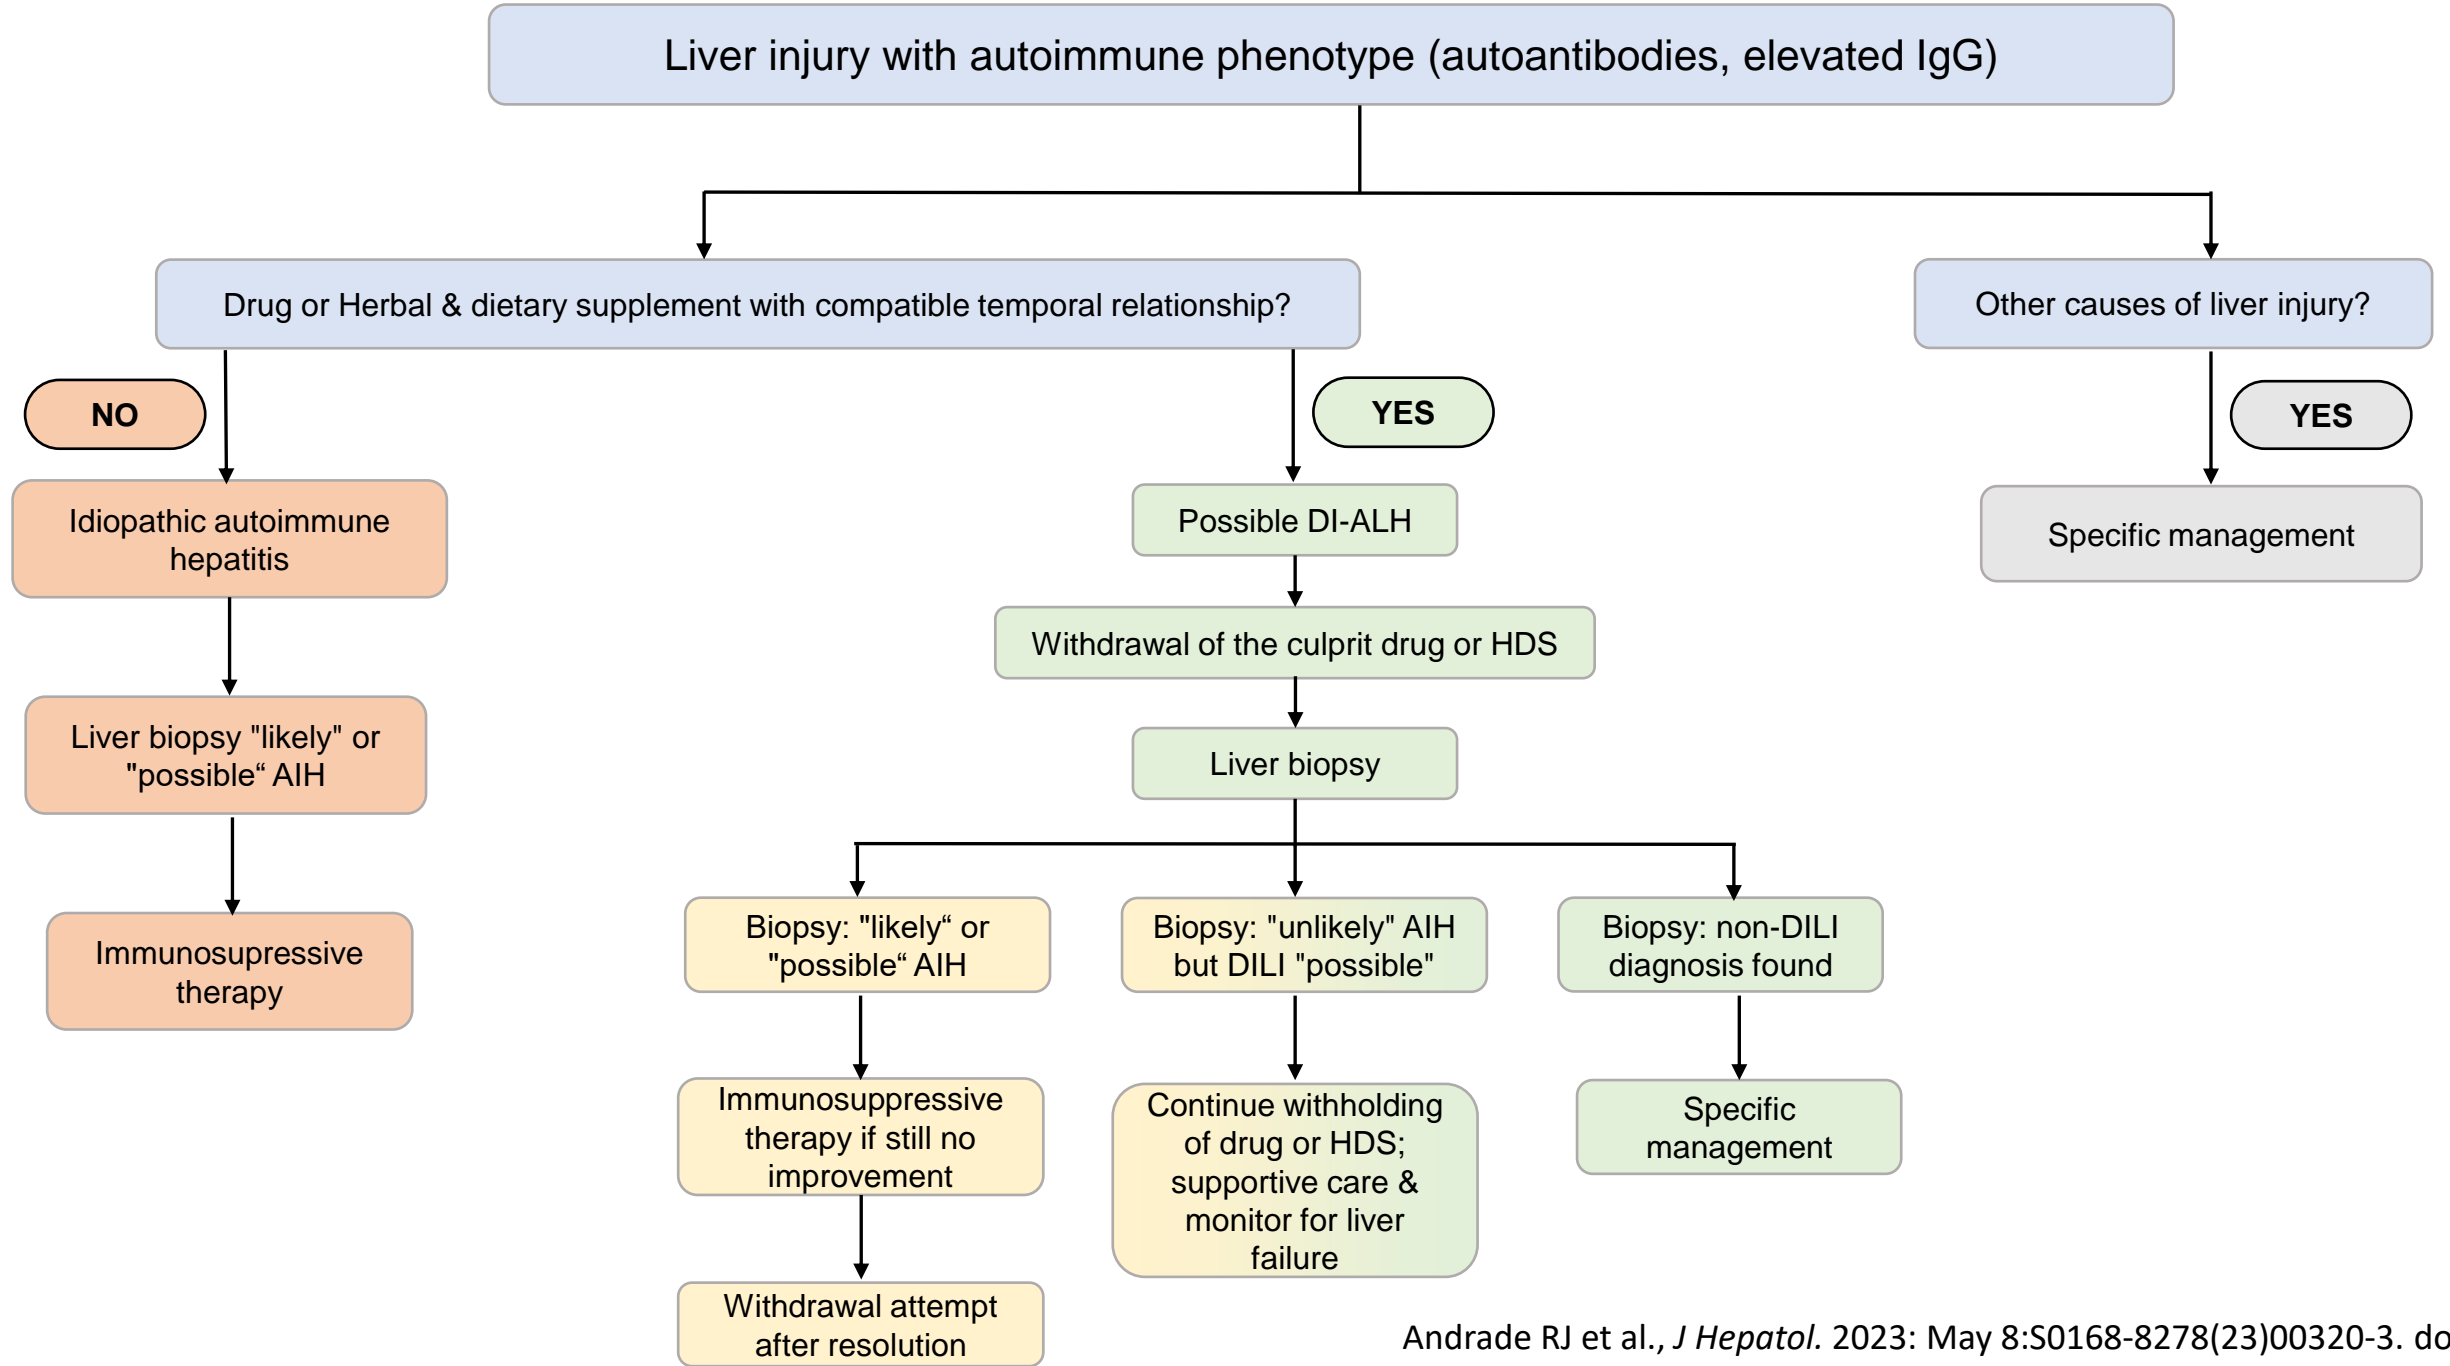 Liver injury with autoimmune phenotype (autoantibodies, elevated IgG)
Drug or Herbal & dietary supplement with compatible temporal relationship?
Other causes of liver injury?
NO
YES
YES
Idiopathic autoimmune
hepatitis
Possible DI-ALH
Specific management
Withdrawal of the culprit drug or HDS
Liver biopsy "likely" or
"possible“ AIH
Liver biopsy
Immunosupressive
therapy
Biopsy: "likely“ or
"possible“ AIH
Biopsy: "unlikely" AIH
but DILI "possible"
Biopsy: non-DILI
diagnosis found
Immunosuppressive
therapy if still no
improvement
Continue withholding
of drug or HDS;
supportive care &
monitor for liver
failure
Specific
management
Withdrawal attempt
after resolution
Andrade RJ et al., J Hepatol. 2023: May 8:S0168-8278(23)00320-3. do